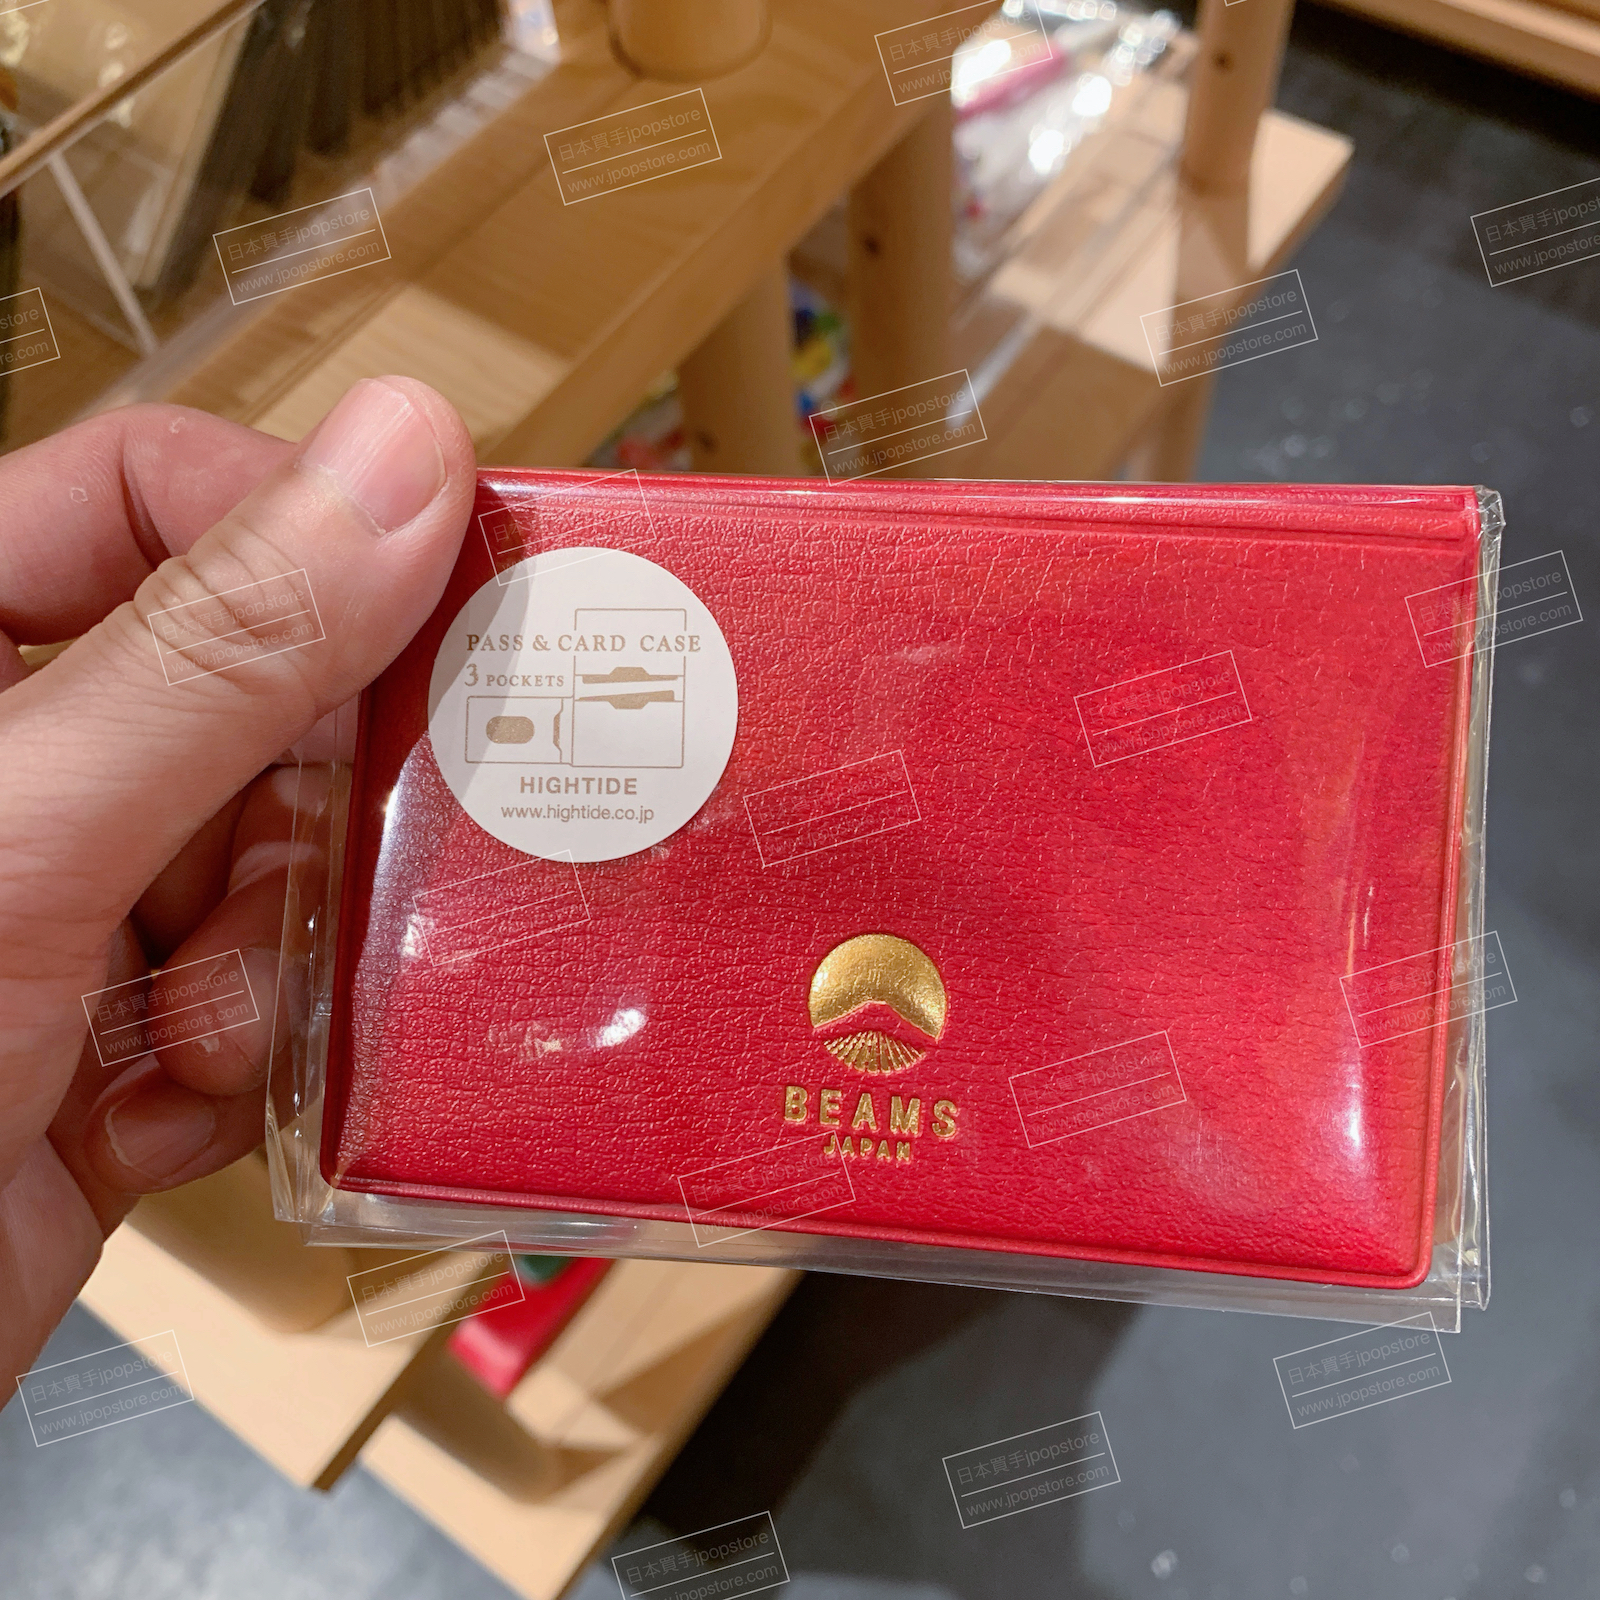 PASS & CARD CASE
3 POCKETS
HIGHTIDE
www.hightide.co.jp
BEAMS
JAPAN
日本買手jpopstore
www.jpopstore.com